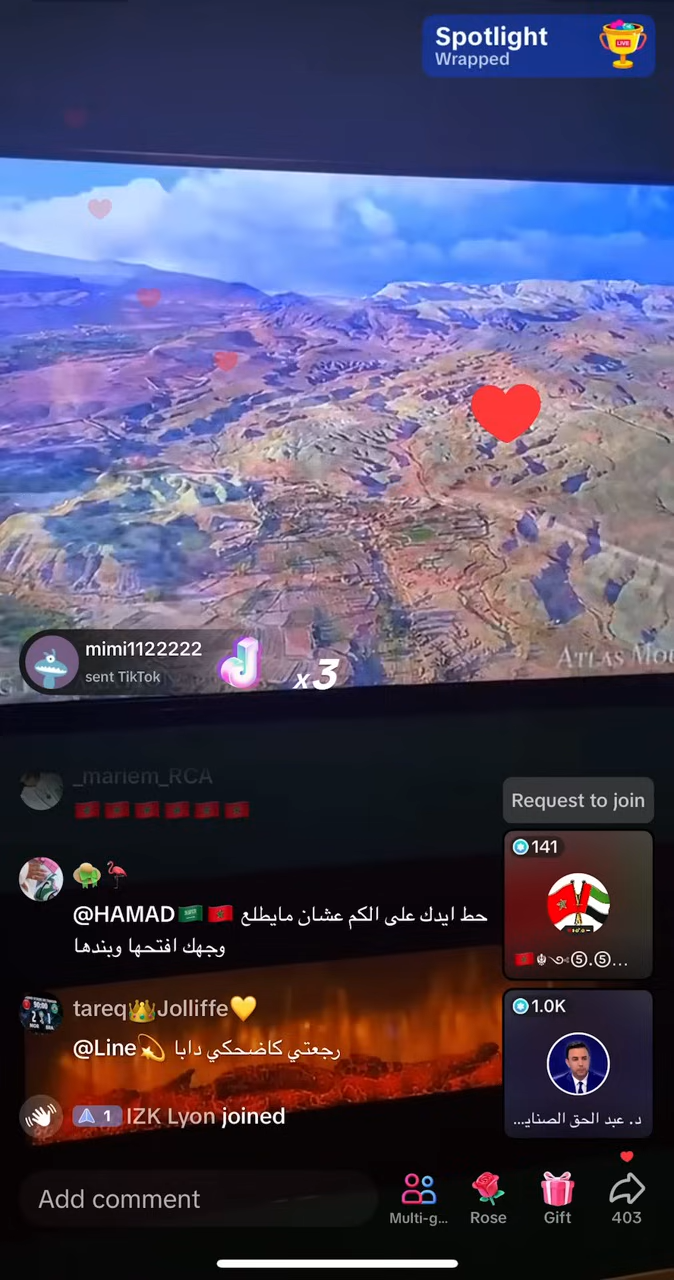 Spotlight
Wrapped
mimi1122222
sent TikTok
x3
ATLAS
_mariem_RCA
🇲🇦🇲🇦🇲🇦🇲🇦🇲🇦🇲🇦
Request to join
141
@HAMAD🇸🇦🇲🇦 حط ايدك على الكم عشان مايطلع
وجهك افتحها وبندها
⑤.⑤...
tareq👑Jolliffe💛
1.0K
@Line💫 رجعتي كاضحكي دابا
1 IZK Lyon joined
د. عبد الحق الصناي...
Add comment
Multi-g...
Rose
Gift
403